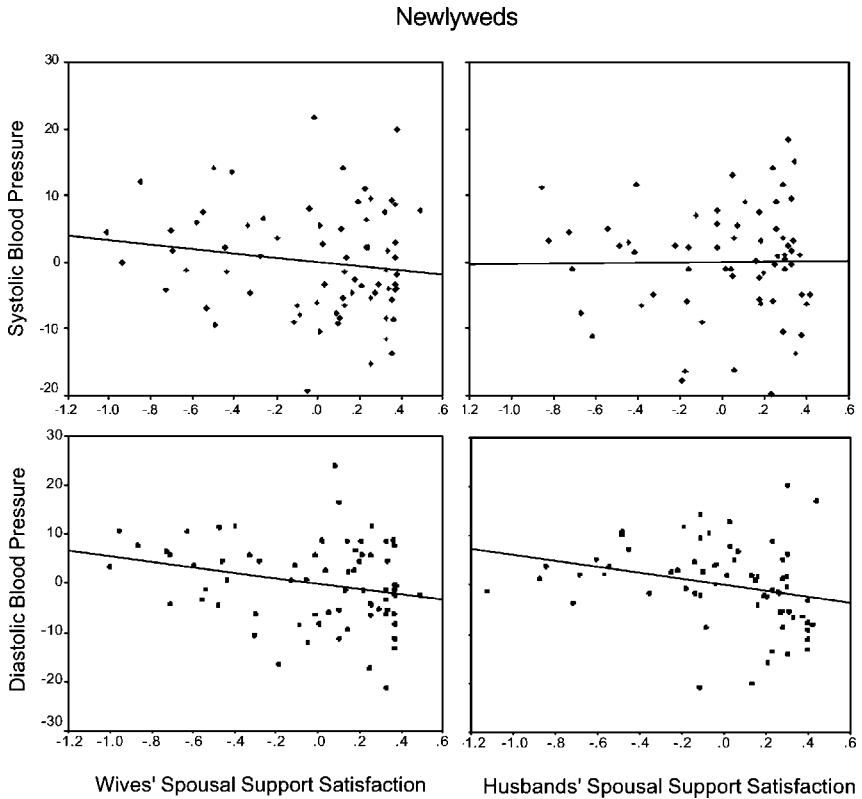 Newlyweds
Systolic Blood Pressure
30
20
10
0
-10
-20
-1.2 -1.0 -.8 -.6 -.4 -.2 .0 .2 .4 .6
-1.2 -1.0 -.8 -.6 -.4 -.2 .0 .2 .4 .6
Diastolic Blood Pressure
30
20
10
0
-10
-20
-30
-1.2 -1.0 -.8 -.6 -.4 -.2 .0 .2 .4 .6
-1.2 -1.0 -.8 -.6 -.4 -.2 .0 .2 .4 .6
Wives' Spousal Support Satisfaction
Husbands' Spousal Support Satisfaction